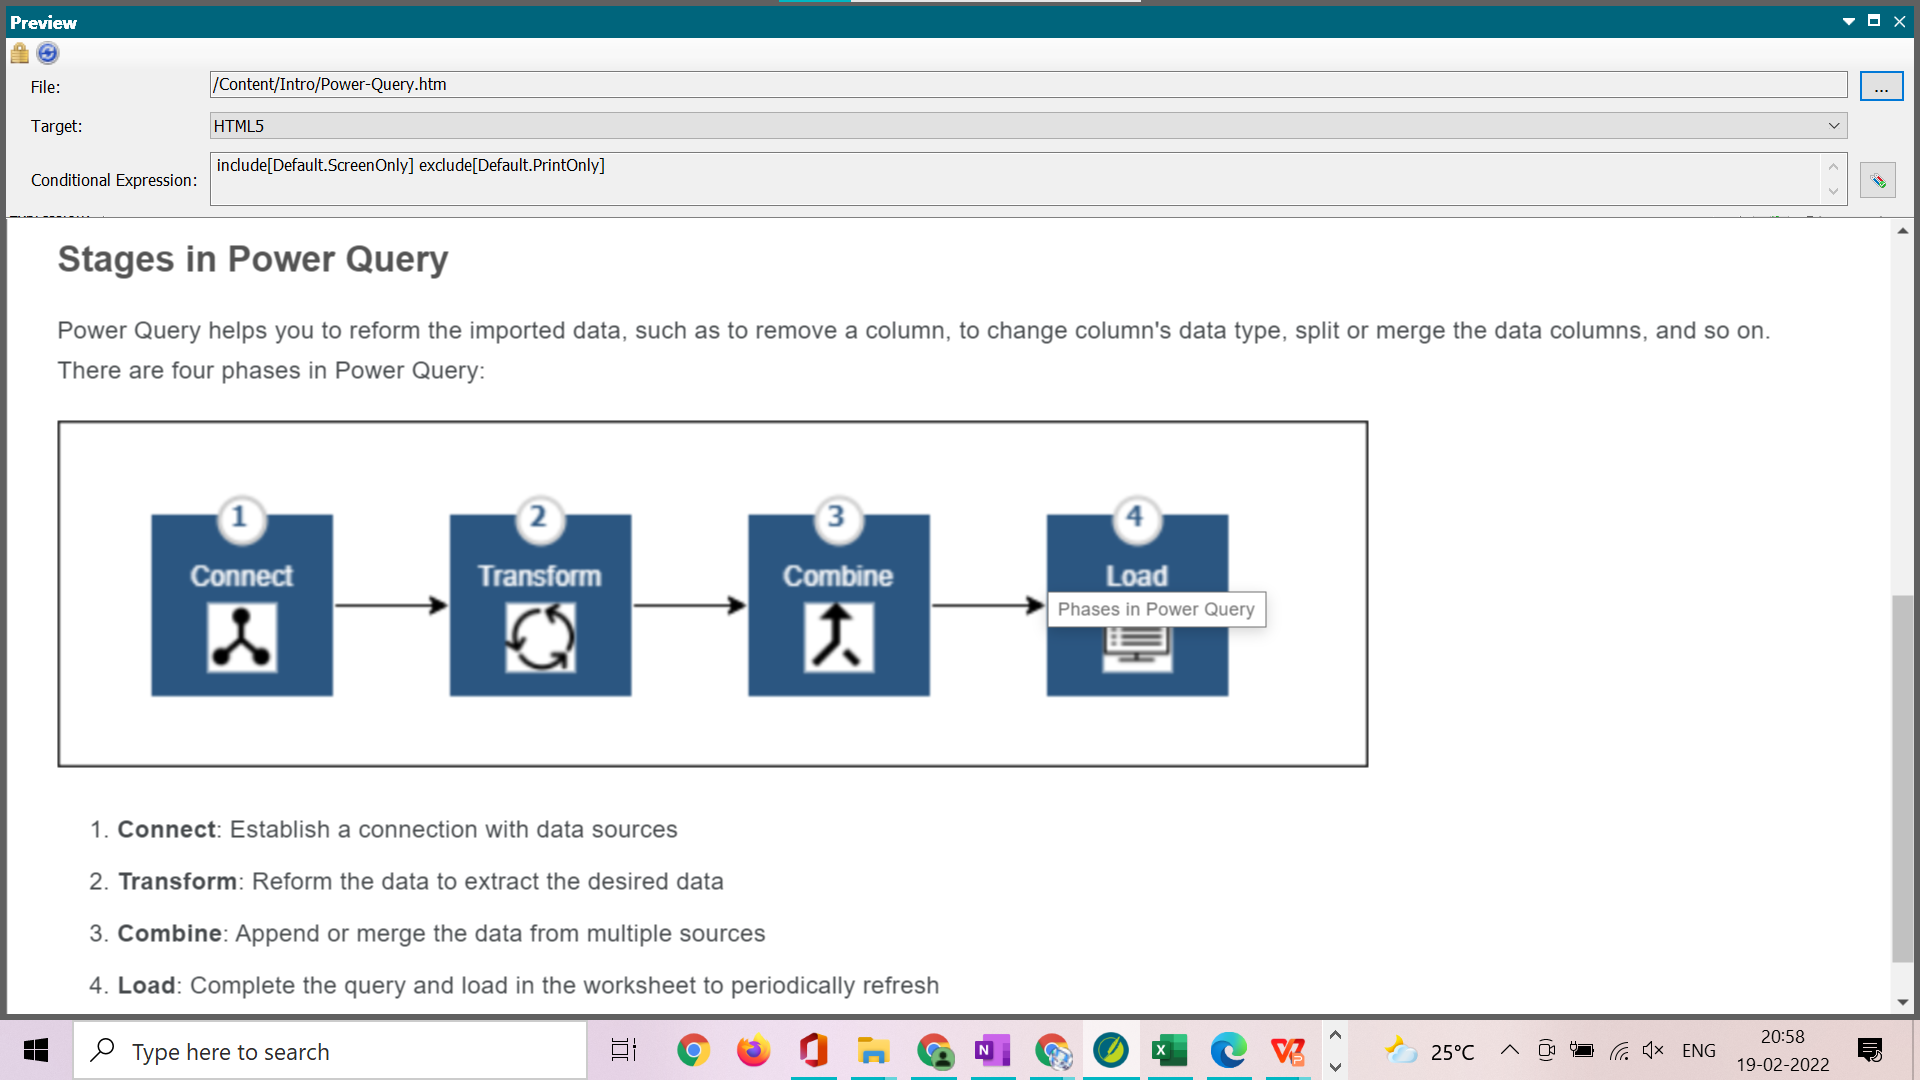 Preview
File:
/Content/Intro/Power-Query.htm
...
Target:
HTML5
Conditional Expression:
include[Default.ScreenOnly] exclude[Default.PrintOnly]
Stages in Power Query
Power Query helps you to reform the imported data, such as to remove a column, to change column's data type, split or merge the data columns, and so on.
There are four phases in Power Query:
1
Connect
2
Transform
3
Combine
4
Load
Phases in Power Query
1. Connect: Establish a connection with data sources
2. Transform: Reform the data to extract the desired data
3. Combine: Append or merge the data from multiple sources
4. Load: Complete the query and load in the worksheet to periodically refresh
Type here to search
25°C
ENG
20:58
19-02-2022